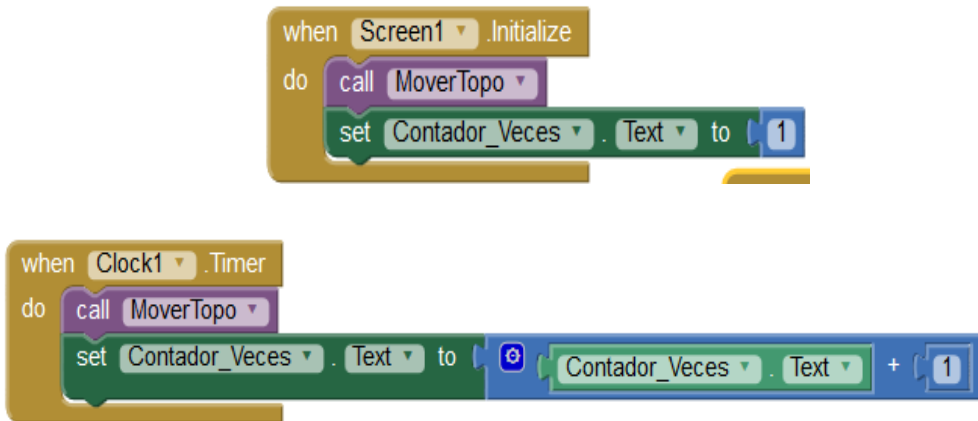 when Screen1 .Initialize
do call MoverTopo
set Contador_Veces . Text to 1
when Clock1 .Timer
do call MoverTopo
set Contador_Veces . Text to Contador_Veces . Text + 1